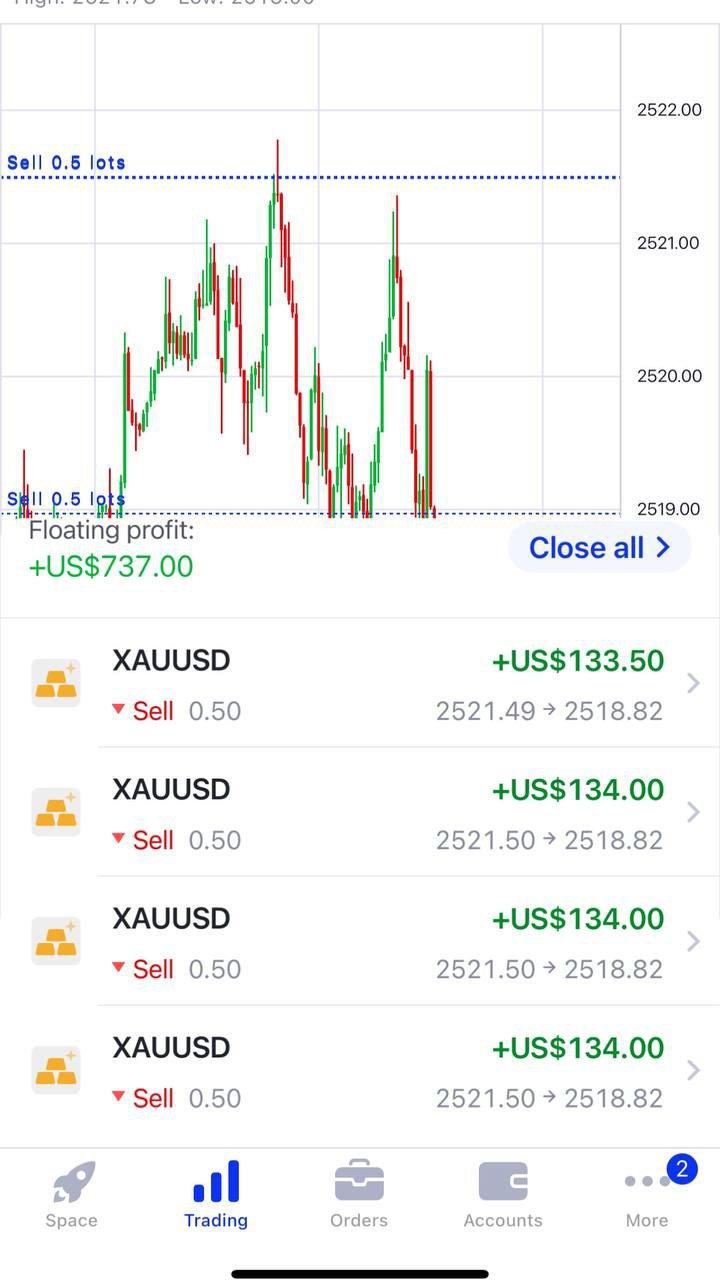 2522.00
Sell 0.5 lots
2521.00
2520.00
Sell 0.5 lots
2519.00
Floating profit:
+US$737.00
Close all
XAUUSD
+US$133.50
Sell 0.50
2521.49 → 2518.82
XAUUSD
+US$134.00
Sell 0.50
2521.50 → 2518.82
XAUUSD
+US$134.00
Sell 0.50
2521.50 → 2518.82
XAUUSD
+US$134.00
Sell 0.50
2521.50 → 2518.82
2
Space
Trading
Orders
Accounts
More